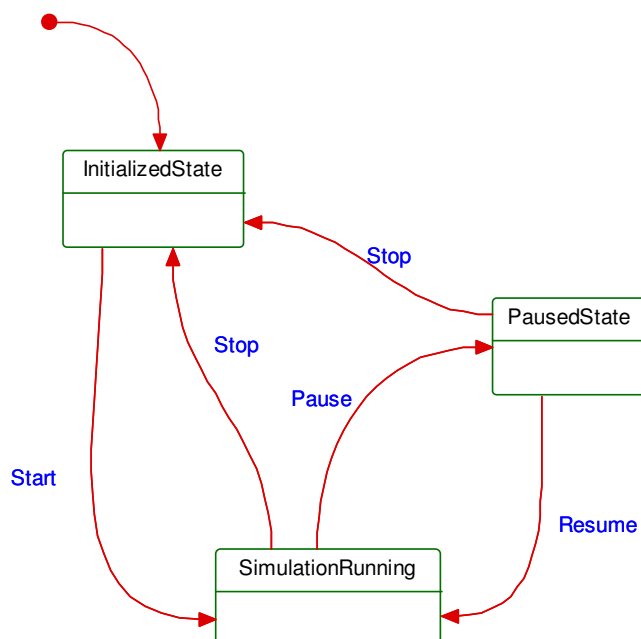 InitializedState
Stop
PausedState
Stop
Pause
Start
Resume
SimulationRunning